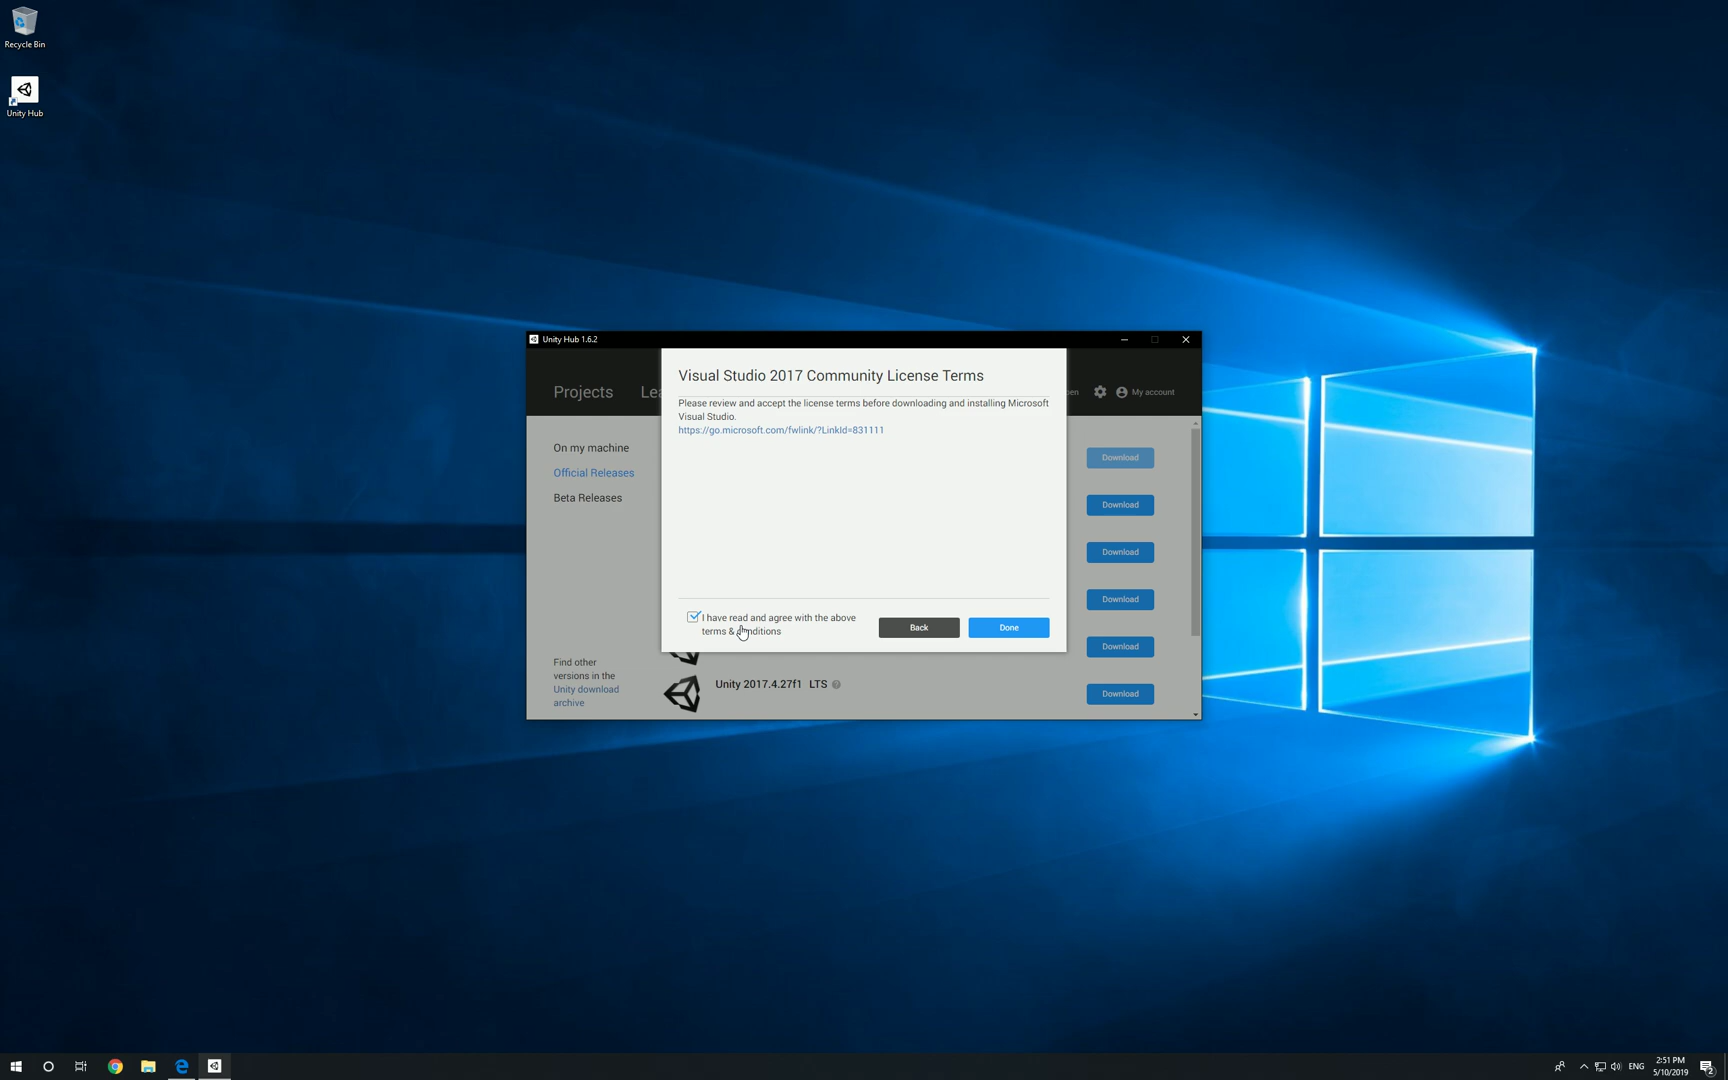 Recycle Bin
Unity Hub
Unity Hub 1.6.2
Projects
Lea
pen
My account
Visual Studio 2017 Community License Terms
Please review and accept the license terms before downloading and installing Microsoft
Visual Studio.
https://go.microsoft.com/fwlink/?LinkId=831111
On my machine
Official Releases
Beta Releases
Download
Download
Download
Download
Download
Download
I have read and agree with the above
terms & conditions
Back
Done
Find other
versions in the
Unity download
archive
Unity 2017.4.27f1 LTS ?
ENG
2:51 PM
5/10/2019
2